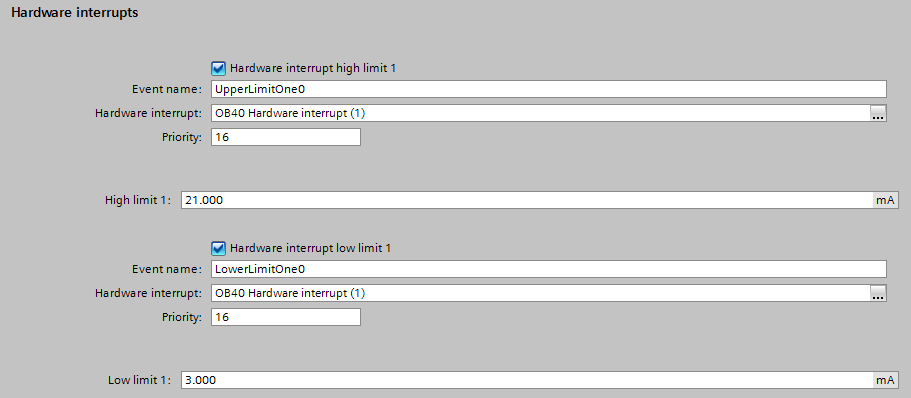 Hardware interrupts
Hardware interrupt high limit 1
Event name: UpperLimitOne0
Hardware interrupt: OB40 Hardware interrupt (1) ...
Priority: 16
High limit 1: 21.000 mA
Hardware interrupt low limit 1
Event name: LowerLimitOne0
Hardware interrupt: OB40 Hardware interrupt (1) ...
Priority: 16
Low limit 1: 3.000 mA